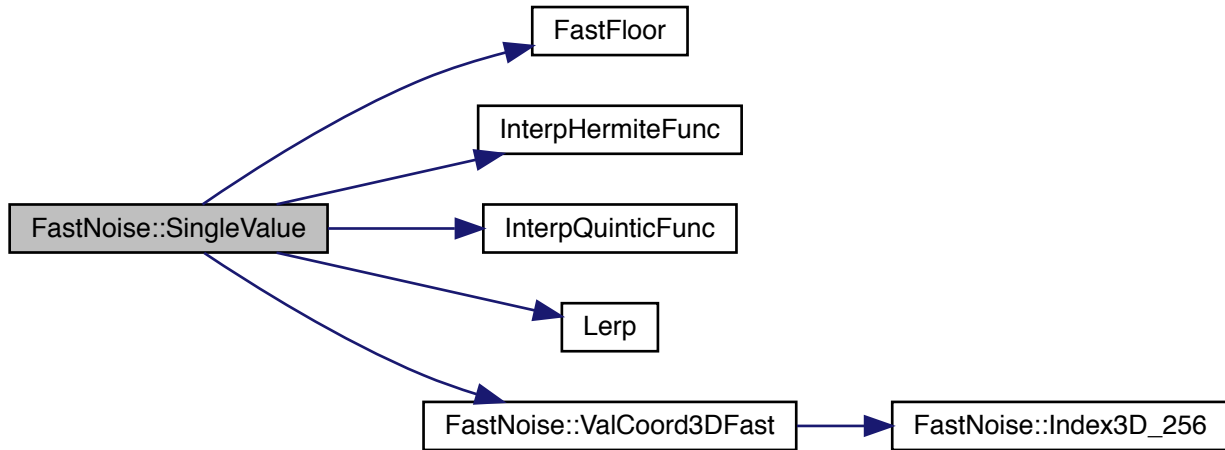 FastFloor
InterpHermiteFunc
FastNoise::SingleValue
InterpQuinticFunc
Lerp
FastNoise::ValCoord3DFast
FastNoise::Index3D_256